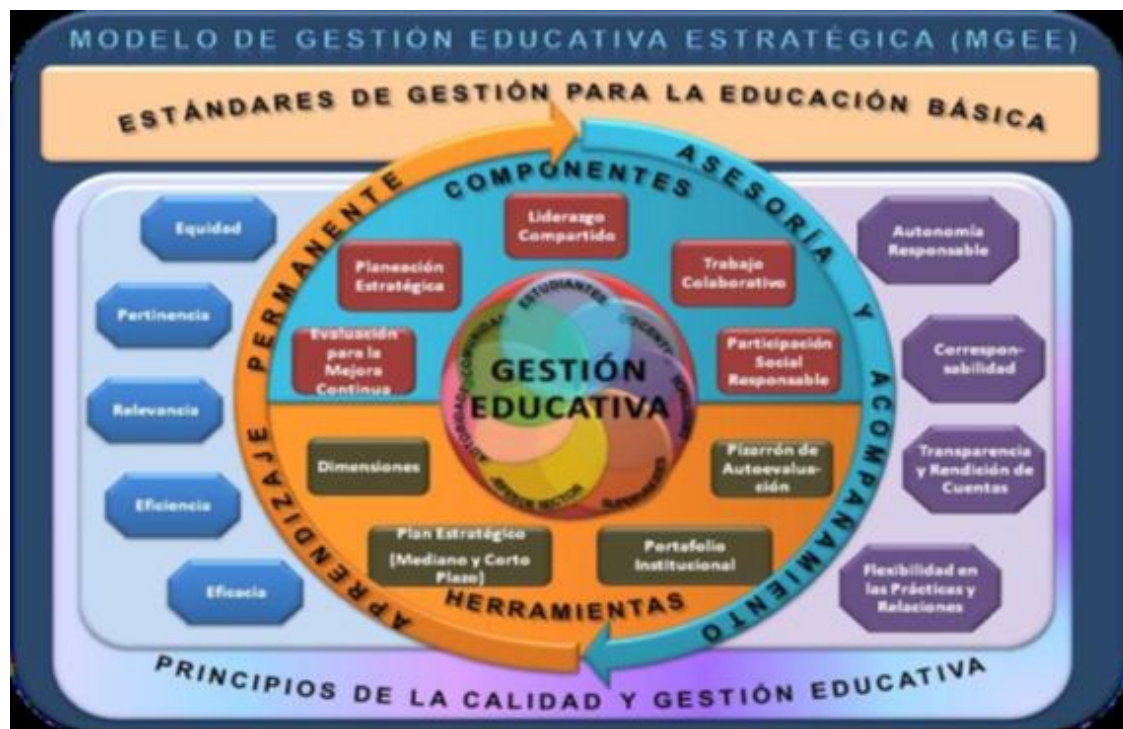 MODELO DE GESTIÓN EDUCATIVA ESTRATÉGICA (MGEE)
ESTÁNDARES DE GESTIÓN PARA LA EDUCACIÓN BÁSICA
APRENDIZAJE PERMANENTE
ASESORÍA Y ACOMPAÑAMIENTO
COMPONENTES
Liderazgo
Compartido
Planeación
Estratégica
Trabajo
Colaborativo
Evaluación
para la
Mejora
Continua
Participación
Social
Responsable
Equidad
Pertinencia
Relevancia
Eficiencia
Eficacia
Autonomía
Responsable
Correspon-
sabilidad
Transparencia
y Rendición de
Cuentas
Flexibilidad en
las Prácticas y
Relaciones
ESTUDIANTES
GESTIÓN
EDUCATIVA
Dimensiones
Pizarrón de
Autoevalua-
ción
Plan Estratégico
(Mediano y Corto
Plazo)
Portafolio
Institucional
HERRAMIENTAS
PRINCIPIOS DE LA CALIDAD Y GESTIÓN EDUCATIVA